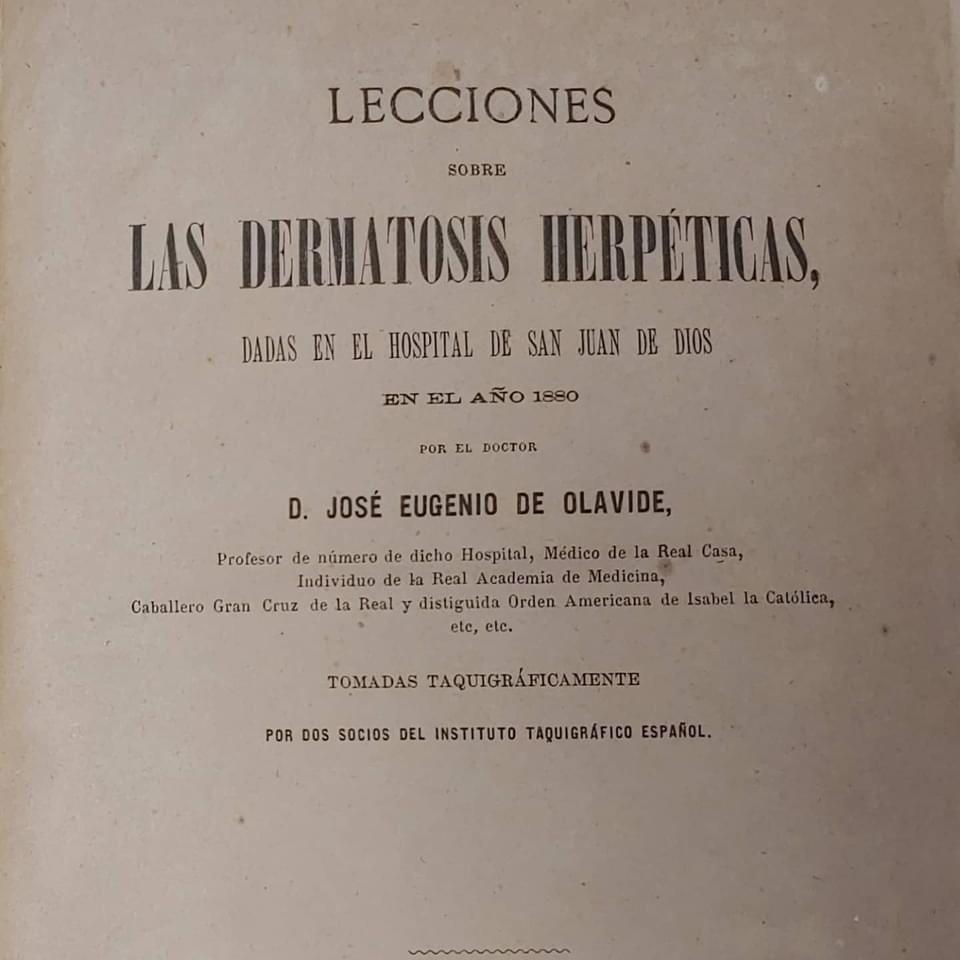 LECCIONES
SOBRE
LAS DERMATOSIS HERPÉTICAS,
DADAS EN EL HOSPITAL DE SAN JUAN DE DIOS
EN EL AÑO 1880
POR EL DOCTOR
D. JOSÉ EUGENIO DE OLAVIDE,
Profesor de número de dicho Hospital, Médico de la Real Casa,
Individuo de la Real Academia de Medicina,
Caballero Gran Cruz de la Real y distiguida Orden Americana de Isabel la Católica,
etc, etc.
TOMADAS TAQUIGRÁFICAMENTE
POR DOS SOCIOS DEL INSTITUTO TAQUIGRÁFICO ESPAÑOL.